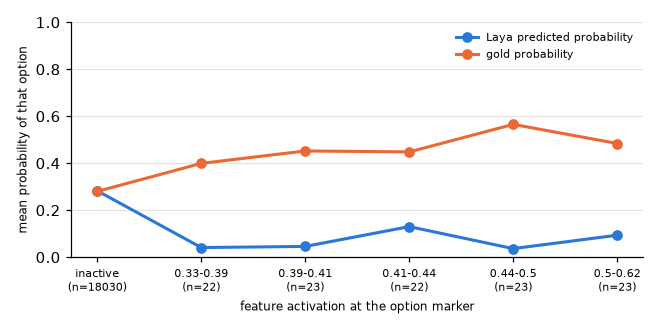 Laya predicted probability
gold probability
mean probability of that option
1.0
0.8
0.6
0.4
0.2
0.0
inactive
(n=18030)
0.33-0.39
(n=22)
0.39-0.41
(n=23)
0.41-0.44
(n=22)
0.44-0.5
(n=23)
0.5-0.62
(n=23)
feature activation at the option marker